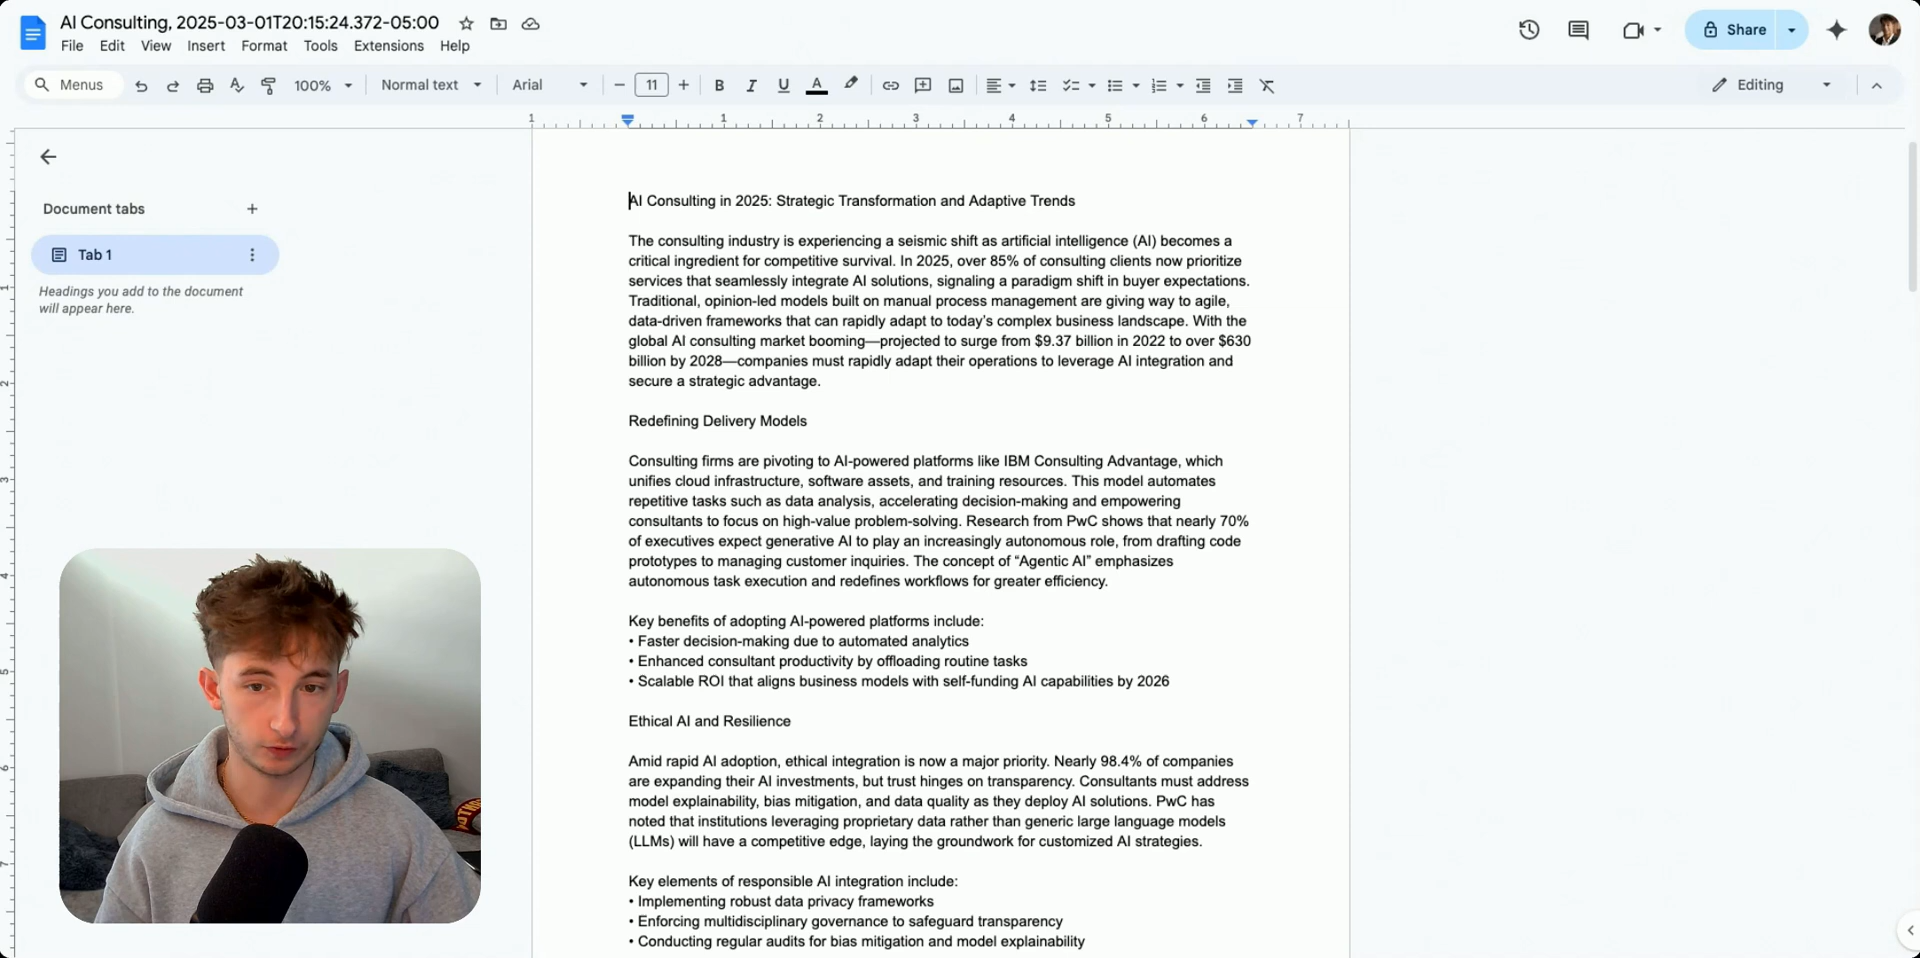 AI Consulting, 2025-03-01T20:15:24.372-05:00
Share
File Edit View Insert Format Tools Extensions Help
Menus 100% Normal text Arial 11 B I U A Editing
1 1 2 3 4 5 6 7
Document tabs
Tab 1
Headings you add to the document
will appear here.
AI Consulting in 2025: Strategic Transformation and Adaptive Trends
The consulting industry is experiencing a seismic shift as artificial intelligence (AI) becomes a
critical ingredient for competitive survival. In 2025, over 85% of consulting clients now prioritize
services that seamlessly integrate AI solutions, signaling a paradigm shift in buyer expectations.
Traditional, opinion-led models built on manual process management are giving way to agile,
data-driven frameworks that can rapidly adapt to today’s complex business landscape. With the
global AI consulting market booming—projected to surge from $9.37 billion in 2022 to over $630
billion by 2028—companies must rapidly adapt their operations to leverage AI integration and
secure a strategic advantage.
Redefining Delivery Models
Consulting firms are pivoting to AI-powered platforms like IBM Consulting Advantage, which
unifies cloud infrastructure, software assets, and training resources. This model automates
repetitive tasks such as data analysis, accelerating decision-making and empowering
consultants to focus on high-value problem-solving. Research from PwC shows that nearly 70%
of executives expect generative AI to play an increasingly autonomous role, from drafting code
prototypes to managing customer inquiries. The concept of “Agentic AI” emphasizes
autonomous task execution and redefines workflows for greater efficiency.
Key benefits of adopting AI-powered platforms include:
• Faster decision-making due to automated analytics
• Enhanced consultant productivity by offloading routine tasks
• Scalable ROI that aligns business models with self-funding AI capabilities by 2026
Ethical AI and Resilience
Amid rapid AI adoption, ethical integration is now a major priority. Nearly 98.4% of companies
are expanding their AI investments, but trust hinges on transparency. Consultants must address
model explainability, bias mitigation, and data quality as they deploy AI solutions. PwC has
noted that institutions leveraging proprietary data rather than generic large language models
(LLMs) will have a competitive edge, laying the groundwork for customized AI strategies.
Key elements of responsible AI integration include:
• Implementing robust data privacy frameworks
• Enforcing multidisciplinary governance to safeguard transparency
• Conducting regular audits for bias mitigation and model explainability
1
2
3
4
5
6
7